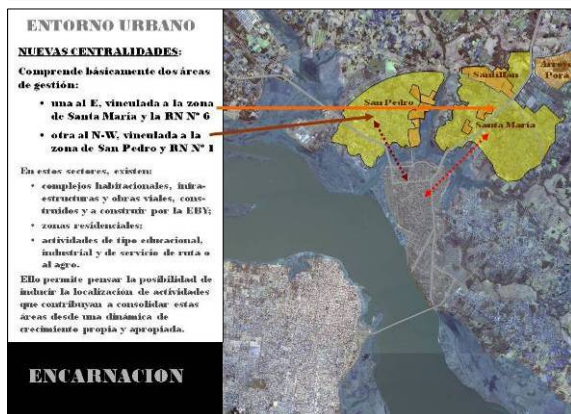 ENTORNO URBANO
NUEVAS CENTRALIDADES:
Comprende básicamente dos áreas
de gestión:
• una al E, vinculada a la zona
de Santa María y la RN Nº 6
• otra al N-W, vinculada a la
zona de San Pedro y RN Nº 1
En estos sectores, existen:
• complejos habitacionales, infra-
estructuras y obras viales, cons-
truidos y a construir por la EBY;
• zonas residenciales;
• actividades de tipo educacional,
industrial y de servicio de ruta o
al agro.
Ello permite pensar la posibilidad de
inducir la localización de actividades
que contribuyan a consolidar estas
áreas desde una dinámica de
crecimiento propia y apropiada.
ENCARNACION
San Pedro
Santillán
Arroyo
Porá
Santa María